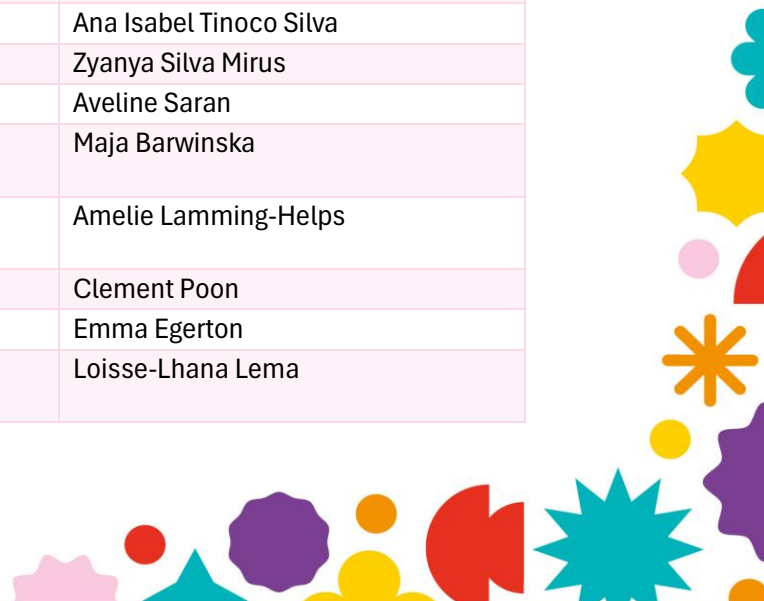 Ana Isabel Tinoco Silva
Zyanya Silva Mirus
Aveline Saran
Maja Barwinska
Amelie Lamming-Helps
Clement Poon
Emma Egerton
Loisse-Lhana Lema